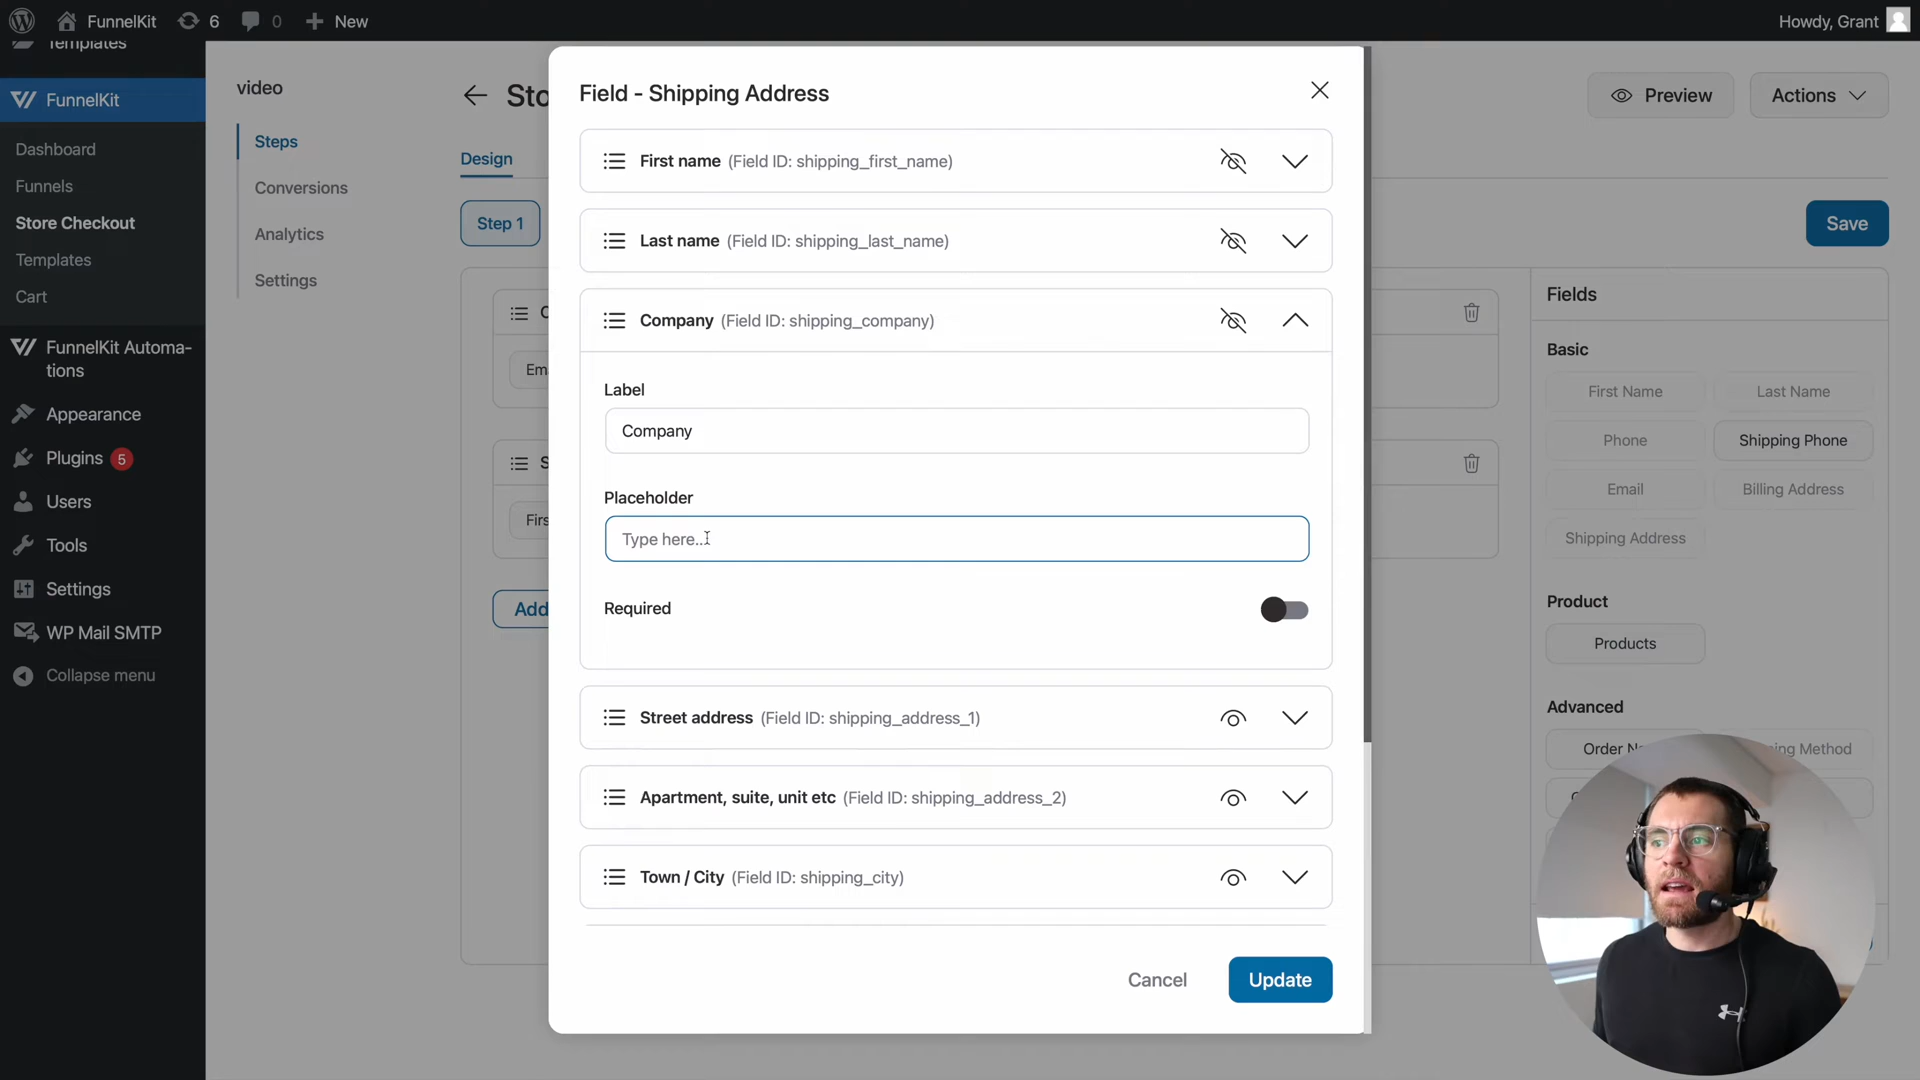 FunnelKit
6
0
New
Howdy, Grant
Templates
FunnelKit
Dashboard
Funnels
Store Checkout
Templates
Cart
FunnelKit Automa-
tions
Appearance
Plugins 5
Users
Tools
Settings
WP Mail SMTP
Collapse menu
video
Steps
Conversions
Analytics
Settings
Design
Step 1
Add
Field - Shipping Address
First name (Field ID: shipping_first_name)
Last name (Field ID: shipping_last_name)
Company (Field ID: shipping_company)
Label
Company
Placeholder
Type here...
Required
Street address (Field ID: shipping_address_1)
Apartment, suite, unit etc (Field ID: shipping_address_2)
Town / City (Field ID: shipping_city)
Cancel
Update
Preview
Actions
Save
Fields
Basic
First Name
Last Name
Phone
Shipping Phone
Email
Billing Address
Shipping Address
Product
Products
Advanced
Order
Method